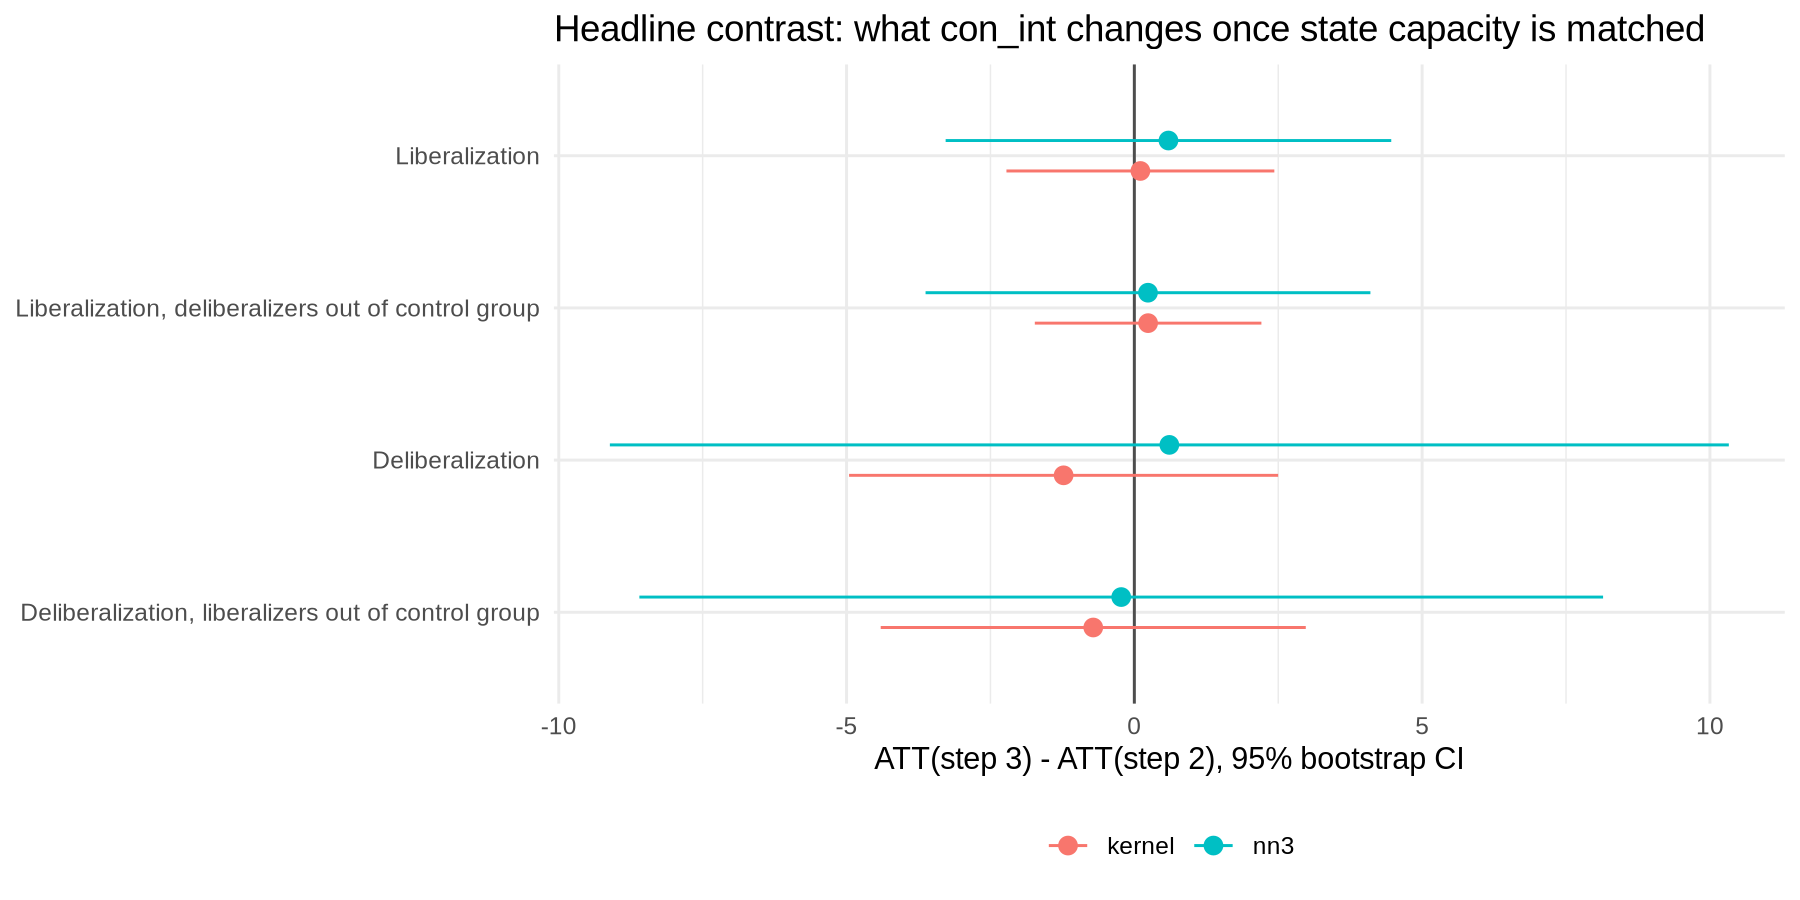 Headline contrast: what con_int changes once state capacity is matched
Liberalization
Liberalization, deliberalizers out of control group
Deliberalization
Deliberalization, liberalizers out of control group
-10 -5 0 5 10
ATT(step 3) - ATT(step 2), 95% bootstrap CI
kernel nn3